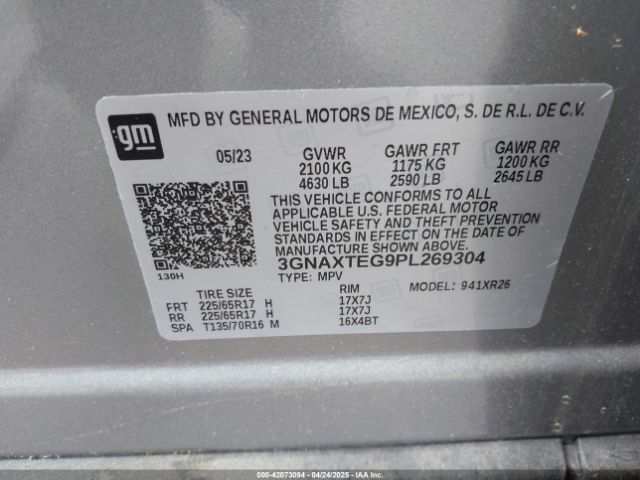 gm
MFD BY GENERAL MOTORS DE MEXICO, S. DE R.L. DE C.V.
05/23 GVWR GAWR FRT GAWR RR
2100 KG 1175 KG 1200 KG
4630 LB 2590 LB 2645 LB
THIS VEHICLE CONFORMS TO ALL
APPLICABLE U.S. FEDERAL MOTOR
VEHICLE SAFETY AND THEFT PREVENTION
STANDARDS IN EFFECT ON THE DATE OF
MANUFACTURE SHOWN ABOVE.
3GNAXTEG9PL269304
130H
TYPE: MPV MODEL: 941XR26
TIRE SIZE RIM
FRT 225/65R17 H 17X7J
RR 225/65R17 H 17X7J
SPA T135/70R16 M 16X4BT
000-42073094 - 04/24/2025 - IAAI.COM